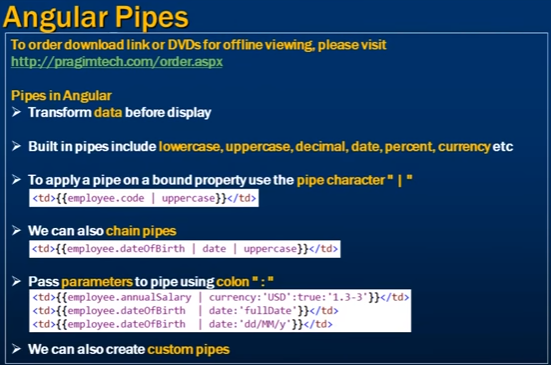 Angular Pipes
To order download link or DVDs for offline viewing, please visit
http://pragimtech.com/order.aspx
Pipes in Angular
➢ Transform data before display
➢ Built in pipes include lowercase, uppercase, decimal, date, percent, currency etc
➢ To apply a pipe on a bound property use the pipe character " | "
<td>{{employee.code | uppercase}}</td>
➢ We can also chain pipes
<td>{{employee.dateOfBirth | date | uppercase}}</td>
➢ Pass parameters to pipe using colon " : "
<td>{{employee.annualSalary | currency:'USD':true:'1.3-3'}}</td>
<td>{{employee.dateOfBirth  | date:'fullDate'}}</td>
<td>{{employee.dateOfBirth  | date:'dd/MM/y'}}</td>
➢ We can also create custom pipes